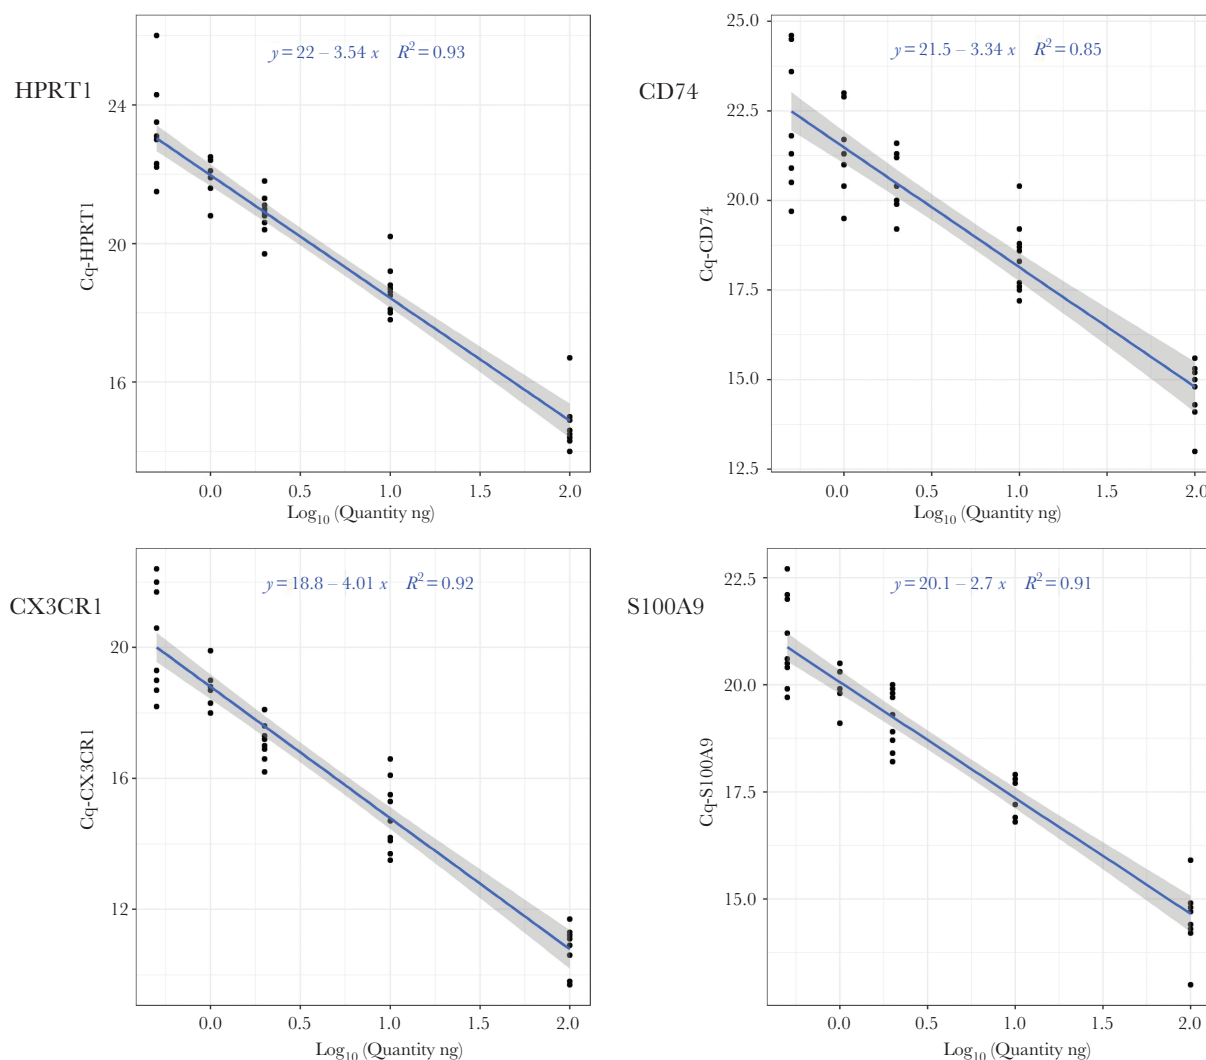 HPRT1
y=22 – 3.54 x R²=0.93
24
20
16
Cq-HPRT1
0.0 0.5 1.0 1.5 2.0
Log₁₀ (Quantity ng)
CD74
y=21.5 – 3.34 x R²=0.85
25.0
22.5
20.0
17.5
15.0
12.5
Cq-CD74
0.0 0.5 1.0 1.5 2.0
Log₁₀ (Quantity ng)
CX3CR1
y=18.8 – 4.01 x R²=0.92
20
16
12
Cq-CX3CR1
0.0 0.5 1.0 1.5 2.0
Log₁₀ (Quantity ng)
S100A9
y=20.1 – 2.7 x R²=0.91
22.5
20.0
17.5
15.0
Cq-S100A9
0.0 0.5 1.0 1.5 2.0
Log₁₀ (Quantity ng)